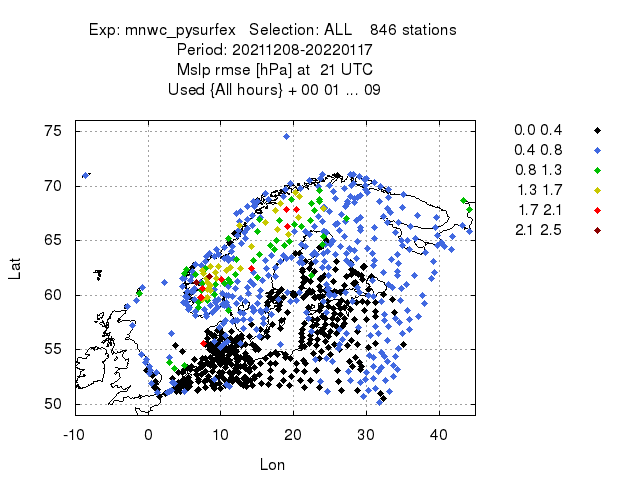 Exp: mnwc_pysurfex   Selection: ALL    846 stations
Period: 20211208-20220117
Mslp rmse [hPa] at  21 UTC
Used {All hours} + 00 01 ... 09
0.0 0.4
0.4 0.8
0.8 1.3
1.3 1.7
1.7 2.1
2.1 2.5
75
70
65
60
55
50
Lat
-10 0 10 20 30 40
Lon